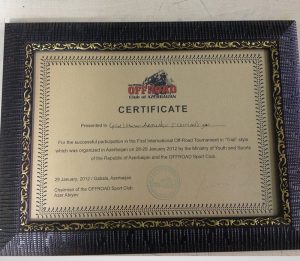 OFFROAD
Club of AZERBAIJAN
CERTIFICATE
Presented to
For the successful participation in the First International Off-Road Tournament in "Trial" style
which was organized in Azerbaijan on 28-29 January 2012 by the Ministry of Youth and Sports
of the Republic of Azerbaijan and the OFFROAD Sport Club.
29 January, 2012 / Gabala, Azerbaijan
Chairman of the OFFROAD Sport Club
Azar Aleyev